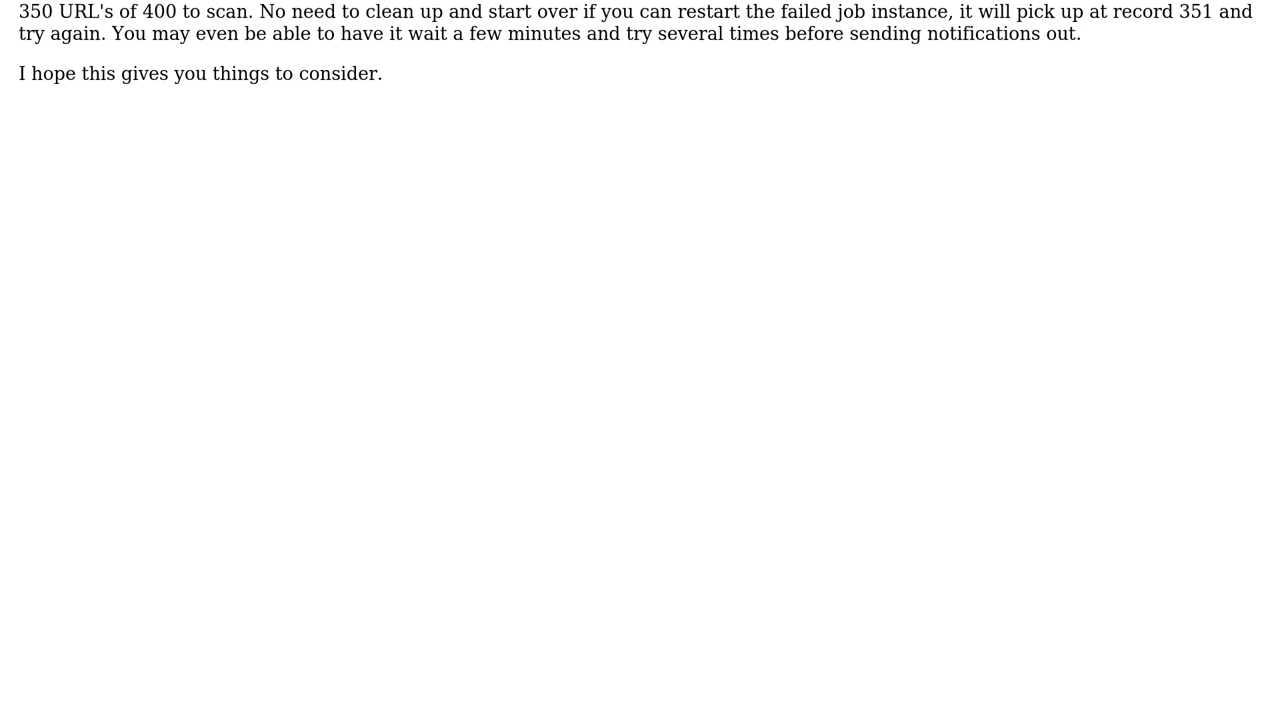 350 URL's of 400 to scan. No need to clean up and start over if you can restart the failed job instance, it will pick up at record 351 and
try again. You may even be able to have it wait a few minutes and try several times before sending notifications out.
I hope this gives you things to consider.